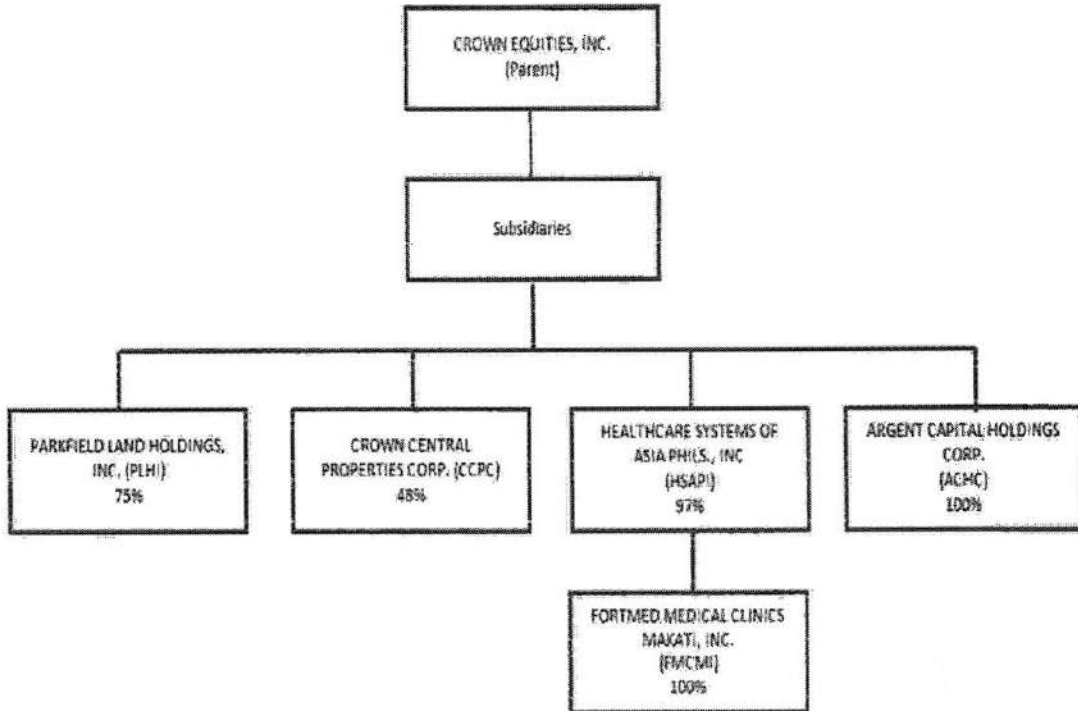 CROWN EQUITIES, INC.
(Parent)
Subsidiaries
PARKFIELD LAND HOLDINGS,
INC. (PLHI)
75%
CROWN CENTRAL
PROPERTIES CORP. (CCPC)
48%
HEALTHCARE SYSTEMS OF
ASIA PHILS., INC
(HSAPI)
97%
ARGENT CAPITAL HOLDINGS
CORP.
(ACHC)
100%
FORTMED MEDICAL CLINICS
MAKATI, INC.
(FMCMI)
100%